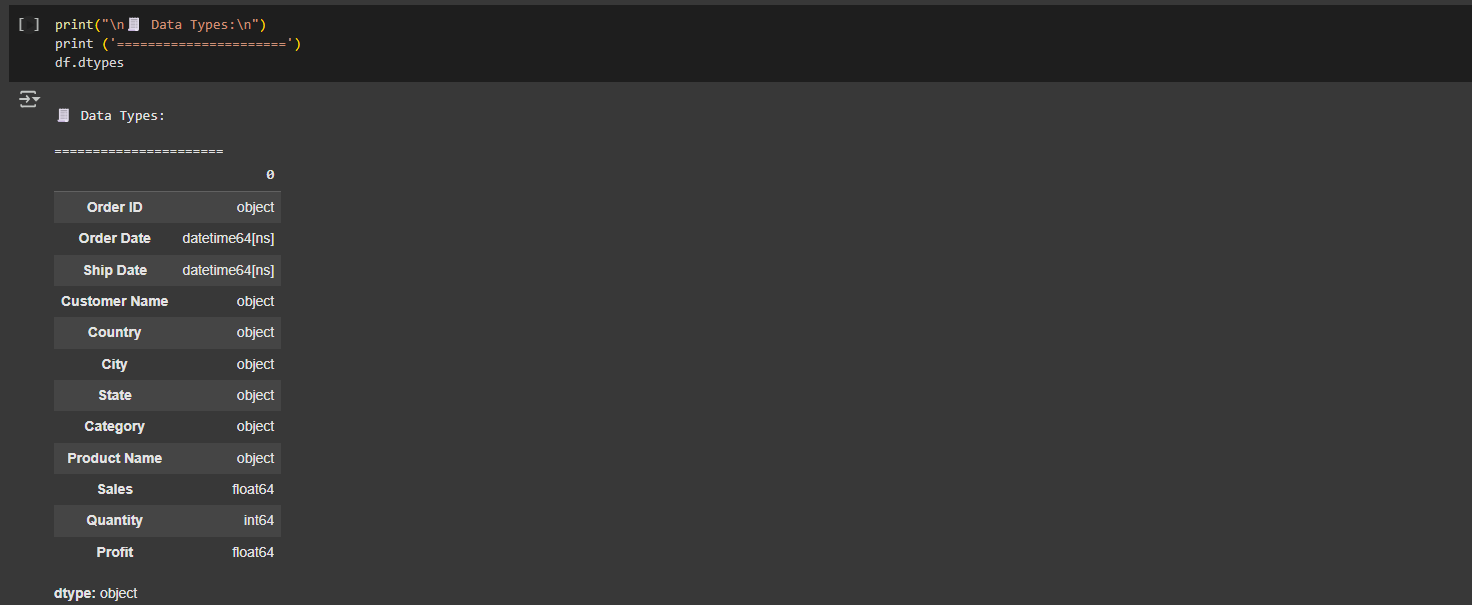 [ ] print("\n🧾 Data Types:\n")
print ('======================')
df.dtypes
🧾 Data Types:
======================
0
Order ID object
Order Date datetime64[ns]
Ship Date datetime64[ns]
Customer Name object
Country object
City object
State object
Category object
Product Name object
Sales float64
Quantity int64
Profit float64
dtype: object